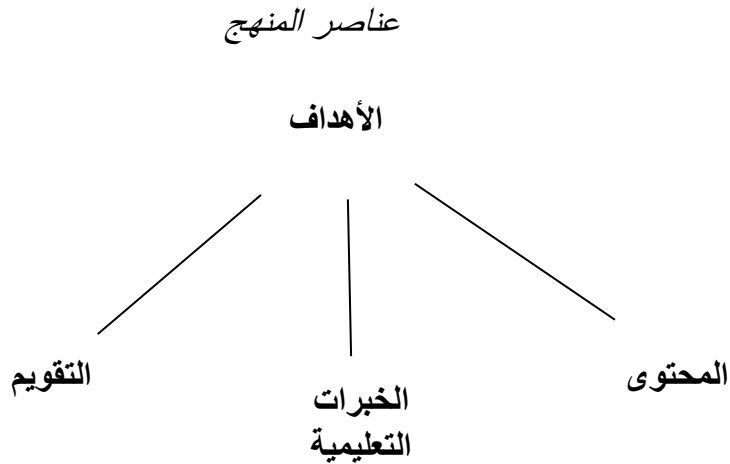 عناصر المنهج
الأهداف
المحتوى
الخبرات
التعليمية
التقويم